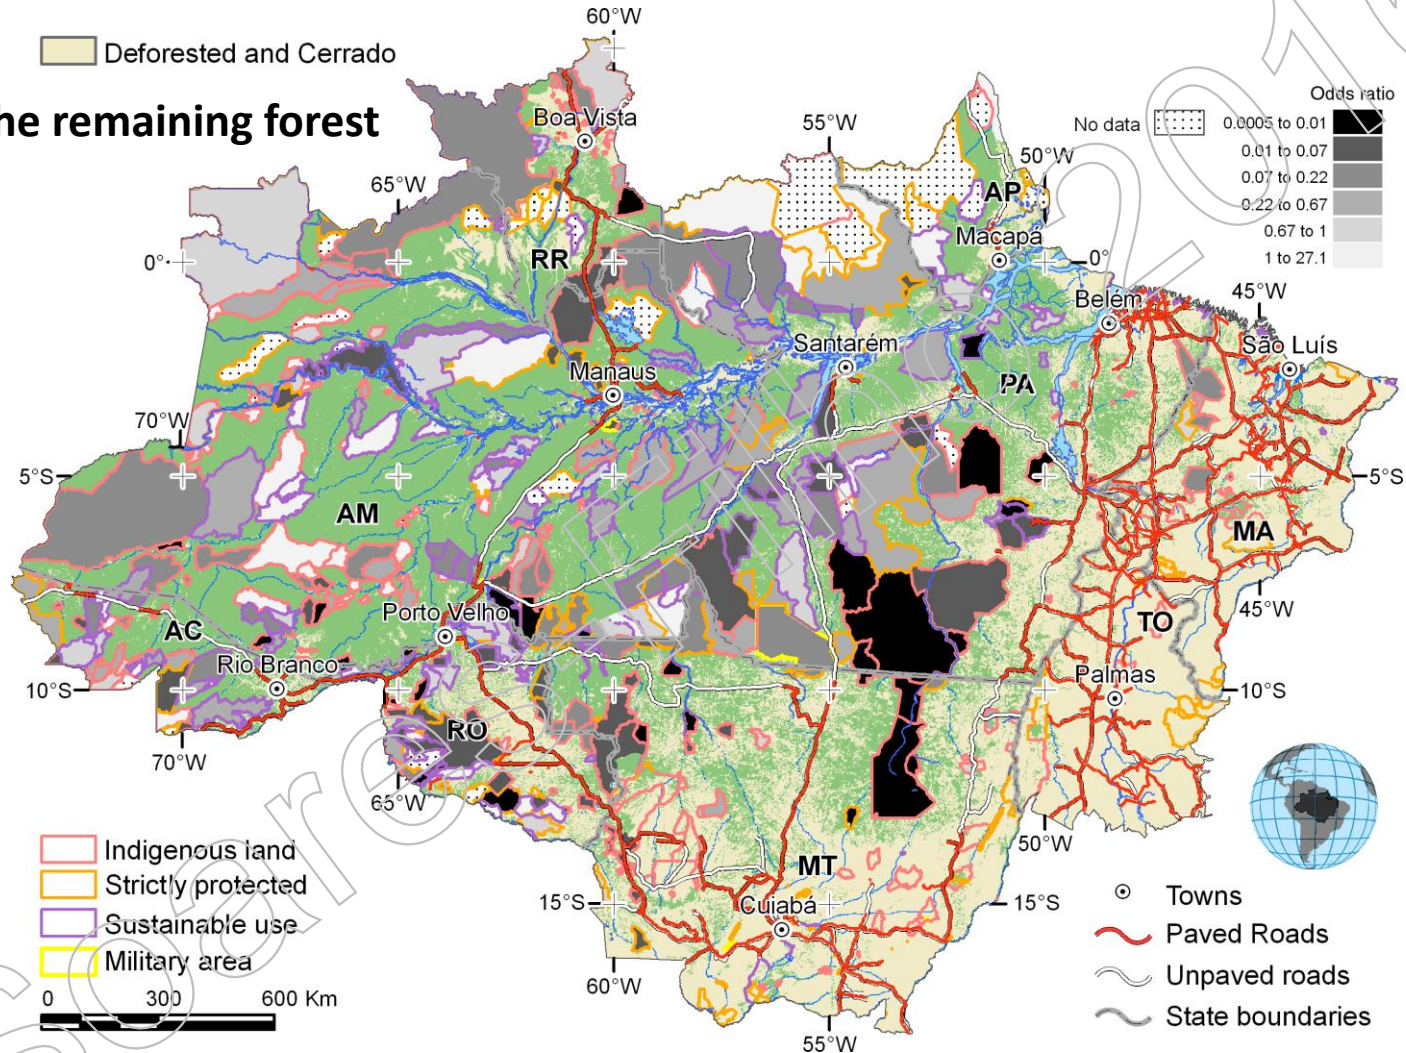 60°W
Deforested and Cerrado
he remaining forest
Boa Vista
55°W
Odds ratio
No data
0.0005 to 0.01
0.01 to 0.07
0.07 to 0.22
0.22 to 0.67
0.67 to 1
1 to 27.1
50°W
65°W
AP
Macapá
RR
0°
0°
Belém
45°W
Santarém
São Luís
Manaus
PA
70°W
5°S
5°S
AM
MA
Porto Velho
45°W
AC
TO
Rio Branco
Palmas
10°S
10°S
RO
70°W
65°W
50°W
Indigenous land
Strictly protected
Sustainable use
Military area
MT
15°S
Cuiabá
15°S
Towns
Paved Roads
Unpaved roads
State boundaries
0 300 600 Km
60°W
55°W